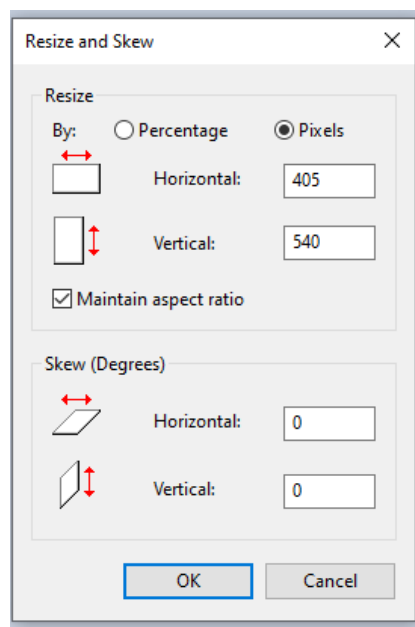 Resize and Skew
Resize
By: Percentage Pixels
Horizontal: 405
Vertical: 540
Maintain aspect ratio
Skew (Degrees)
Horizontal: 0
Vertical: 0
OK Cancel